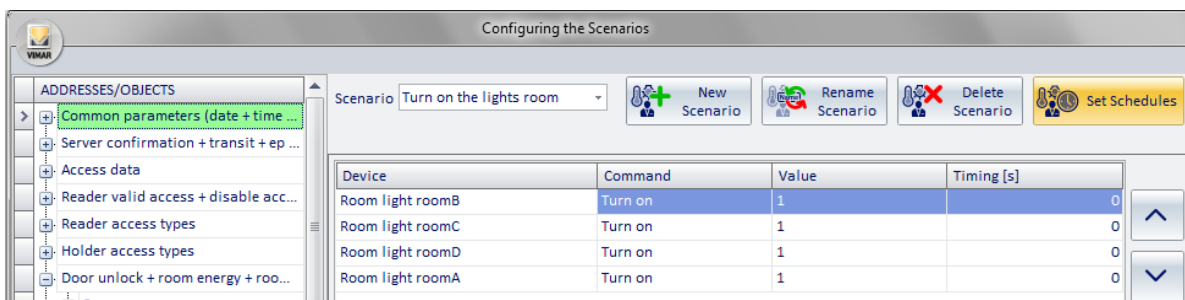 Configuring the Scenarios
VIMAR
ADDRESSES/OBJECTS
Common parameters (date + time ...
Server confirmation + transit + ep ...
Access data
Reader valid access + disable acc...
Reader access types
Holder access types
Door unlock + room energy + roo...
Scenario Turn on the lights room
New Scenario
Rename Scenario
Delete Scenario
Set Schedules
Device Command Value Timing [s]
Room light roomB Turn on 1 0
Room light roomC Turn on 1 0
Room light roomD Turn on 1 0
Room light roomA Turn on 1 0